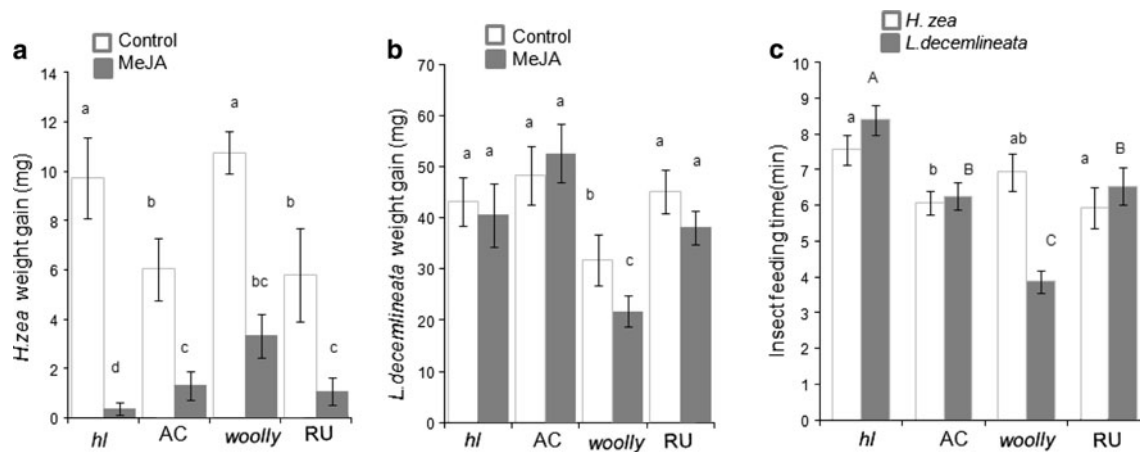 a
Control
MeJA
H.zea weight gain (mg)
14
12
10
8
6
4
2
0
a
d
b
c
a
bc
b
c
hl
AC
woolly
RU
b
Control
MeJA
L.decemlineata weight gain (mg)
70
60
50
40
30
20
10
0
a
a
a
a
b
c
a
a
hl
AC
woolly
RU
c
H. zea
L.decemlineata
Insect feeding time(min)
10
9
8
7
6
5
4
3
2
1
0
a
A
b
B
ab
C
a
B
hl
AC
woolly
RU